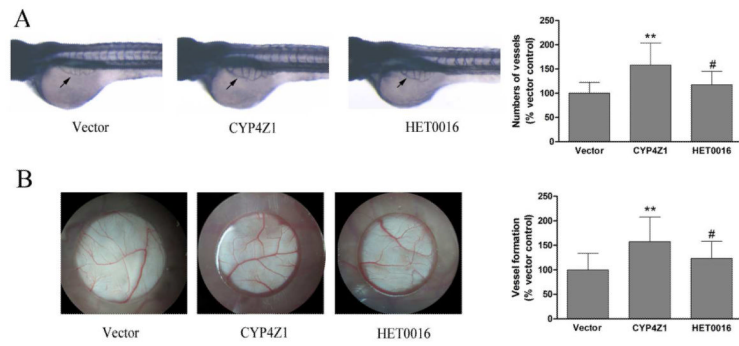 A
Vector
CYP4Z1
HET0016
Numbers of vessels
(% vector control)
250
200
150
100
50
0
**
#
Vector
CYP4Z1
HET0016
B
Vector
CYP4Z1
HET0016
Vessel formation
(% vector control)
250
200
150
100
50
0
**
#
Vector
CYP4Z1
HET0016